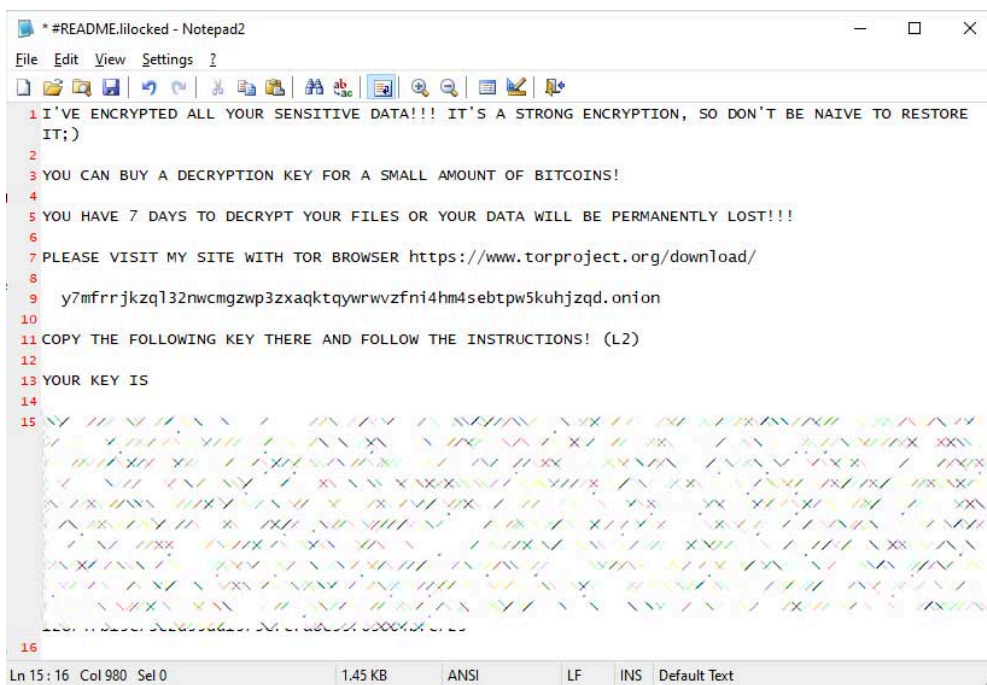 * #README.lilocked - Notepad2
File Edit View Settings ?
1 I'VE ENCRYPTED ALL YOUR SENSITIVE DATA!!! IT'S A STRONG ENCRYPTION, SO DON'T BE NAIVE TO RESTORE
IT;)
2
3 YOU CAN BUY A DECRYPTION KEY FOR A SMALL AMOUNT OF BITCOINS!
4
5 YOU HAVE 7 DAYS TO DECRYPT YOUR FILES OR YOUR DATA WILL BE PERMANENTLY LOST!!!
6
7 PLEASE VISIT MY SITE WITH TOR BROWSER https://www.torproject.org/download/
8
9 y7mfrrjkzql32nwcmgzwp3zxaqktqywrwvzfni4hm4sebtpw5kuhjzqd.onion
10
11 COPY THE FOLLOWING KEY THERE AND FOLLOW THE INSTRUCTIONS! (L2)
12
13 YOUR KEY IS
14
15
16
Ln 15 : 16 Col 980 Sel 0 1.45 KB ANSI LF INS Default Text